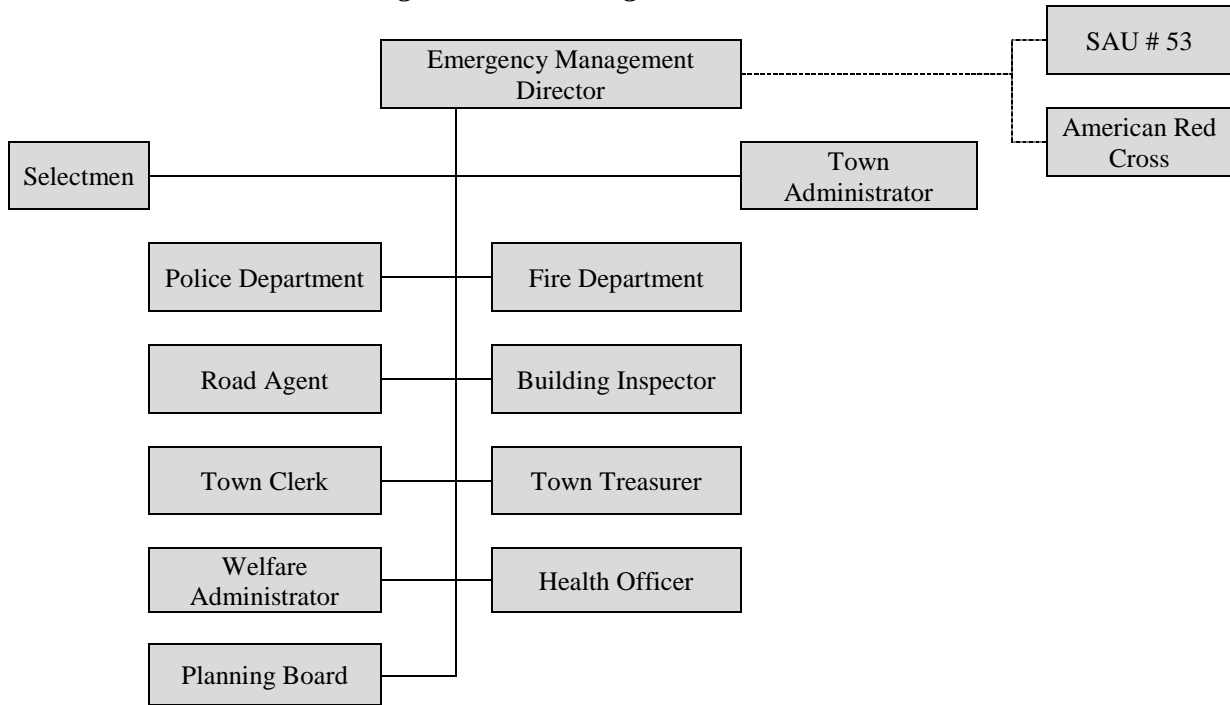 SAU # 53
Emergency Management
Director
American Red
Cross
Selectmen
Town
Administrator
Police Department
Fire Department
Road Agent
Building Inspector
Town Clerk
Town Treasurer
Welfare
Administrator
Health Officer
Planning Board